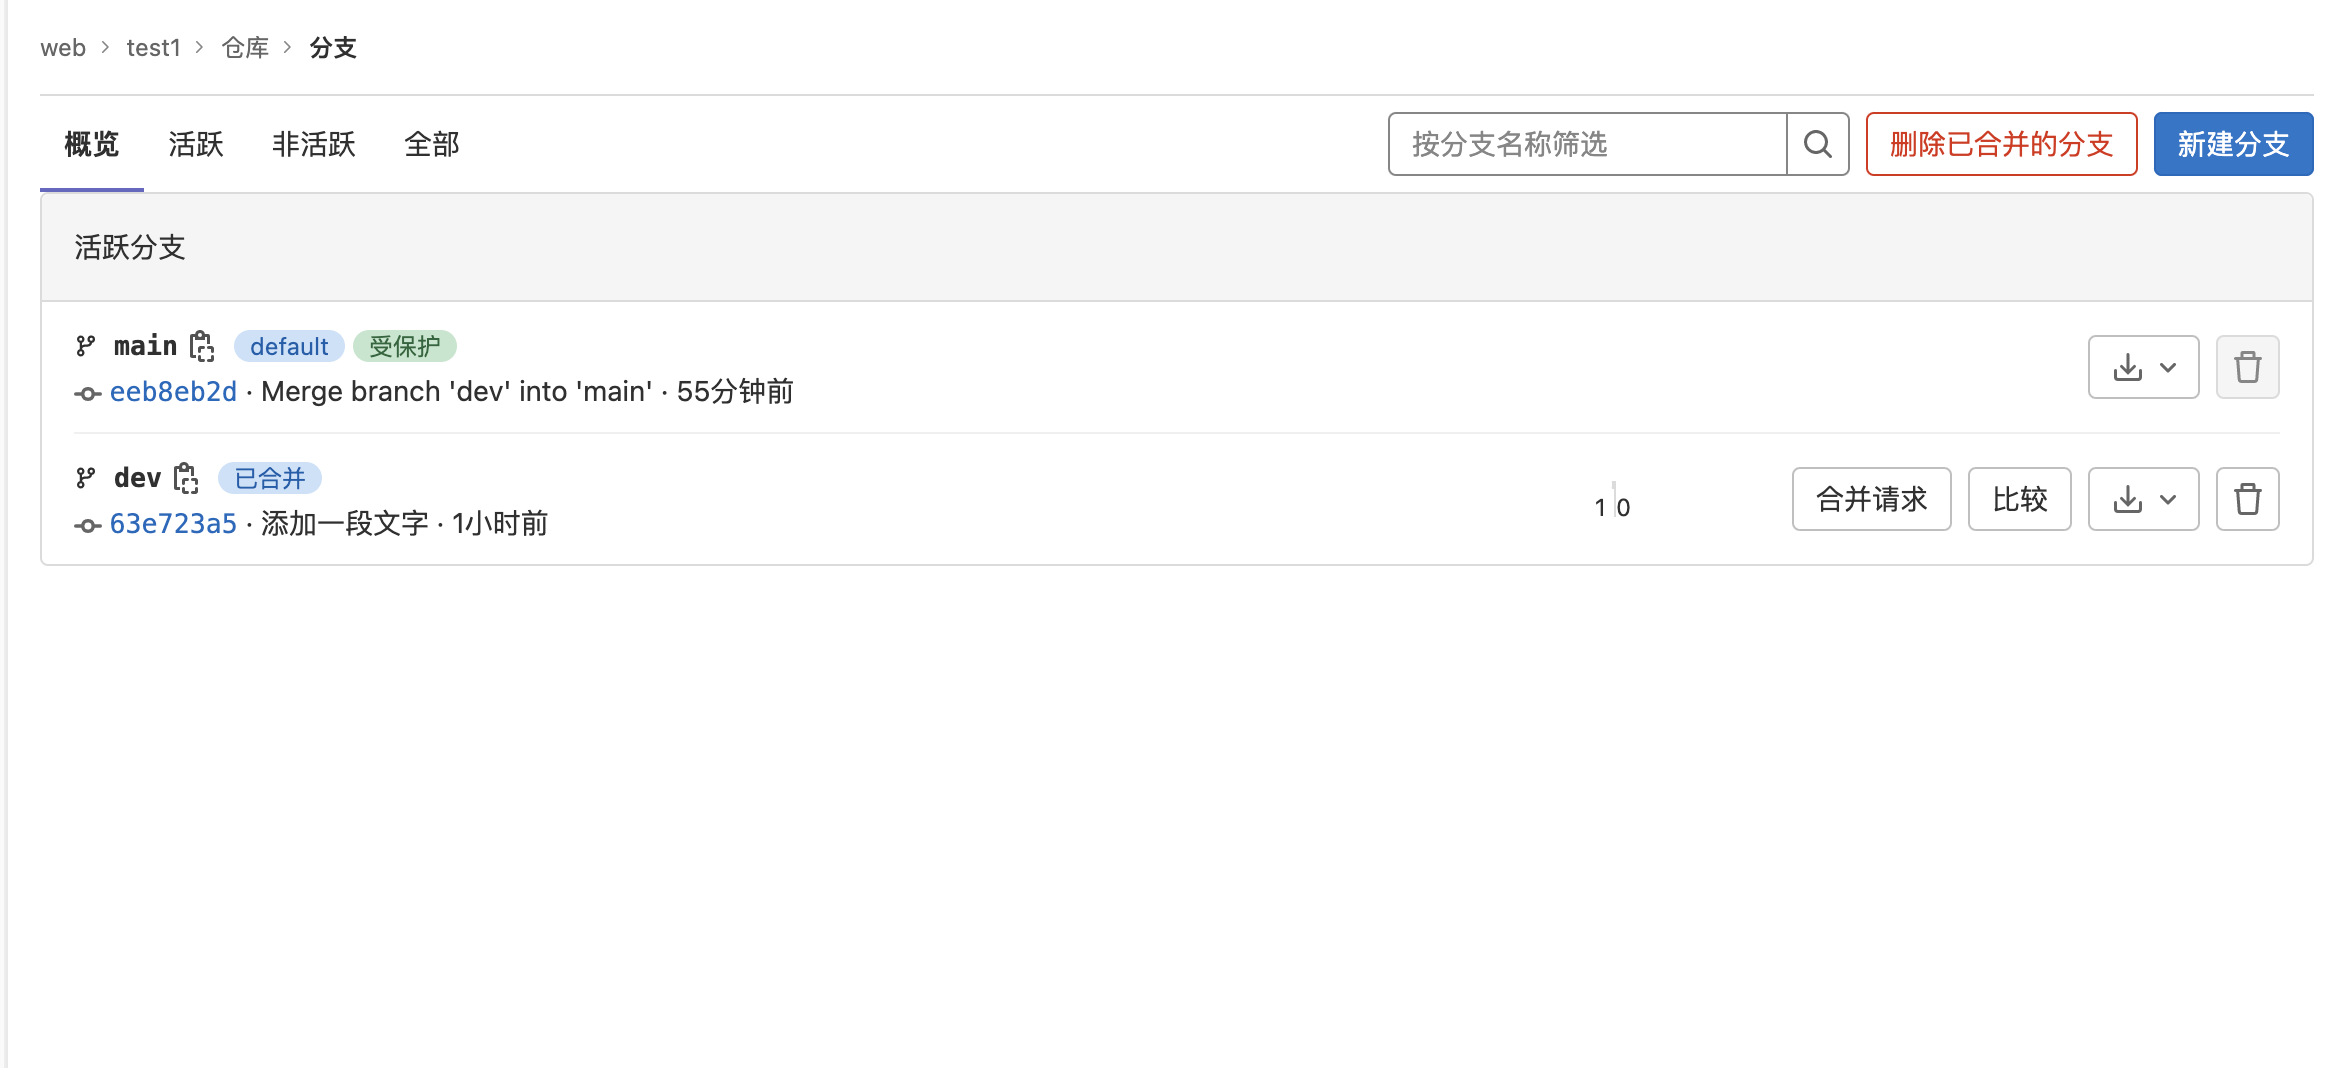 web > test1 > 仓库 > 分支
概览 活跃 非活跃 全部 按分支名称筛选 删除已合并的分支 新建分支
活跃分支
main default 受保护
eeb8eb2d · Merge branch 'dev' into 'main' · 55分钟前
dev 已合并
63e723a5 · 添加一段文字 · 1小时前
1 0 合并请求 比较